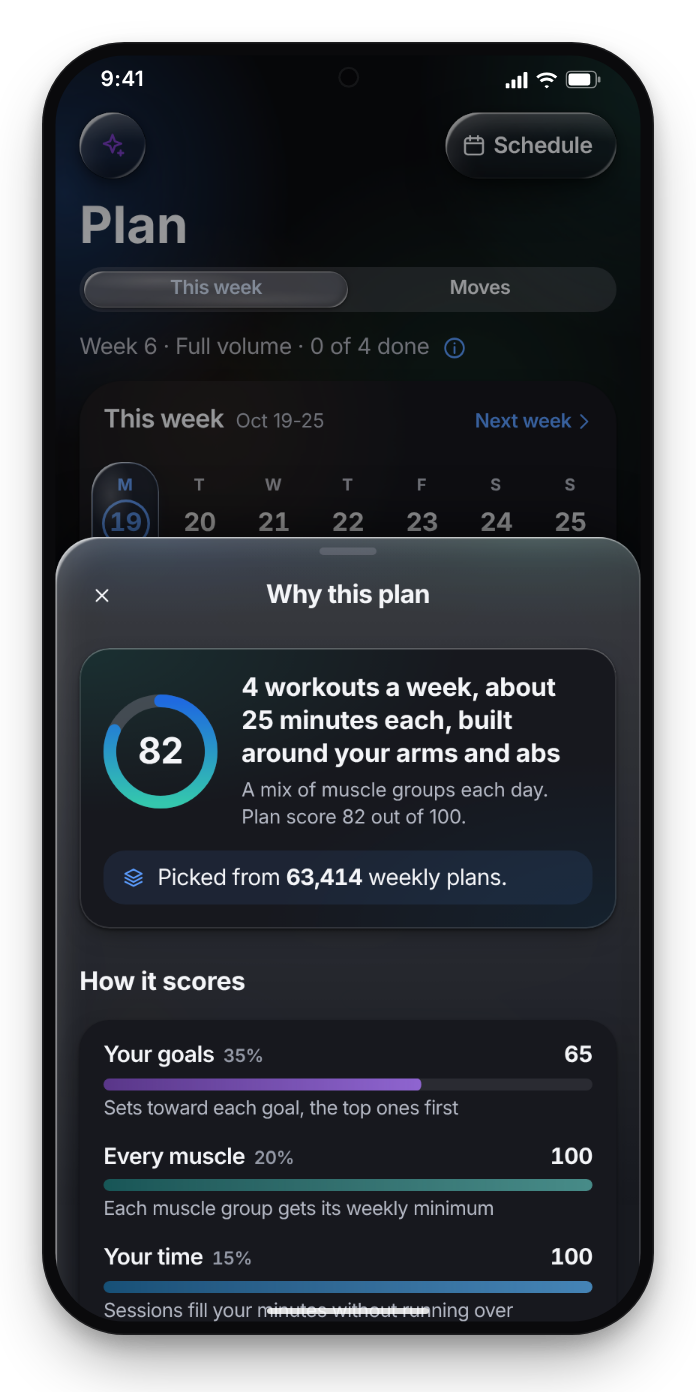 9:41
Schedule
Plan
This week
Moves
Week 6 · Full volume · 0 of 4 done
This week Oct 19-25
Next week
M T W T F S S
19 20 21 22 23 24 25
Why this plan
82
4 workouts a week, about
25 minutes each, built
around your arms and abs
A mix of muscle groups each day.
Plan score 82 out of 100.
Picked from 63,414 weekly plans.
How it scores
Your goals 35% 65
Sets toward each goal, the top ones first
Every muscle 20% 100
Each muscle group gets its weekly minimum
Your time 15% 100
Sessions fill your minutes without running over